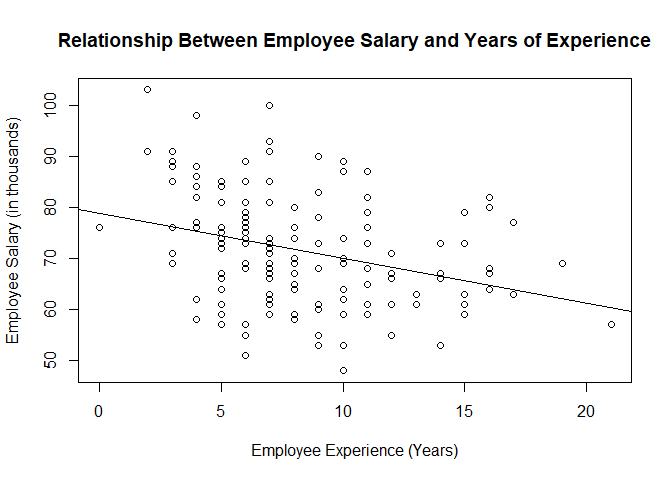 Relationship Between Employee Salary and Years of Experience
Employee Salary (in thousands)
100
90
80
70
60
50
0 5 10 15 20
Employee Experience (Years)